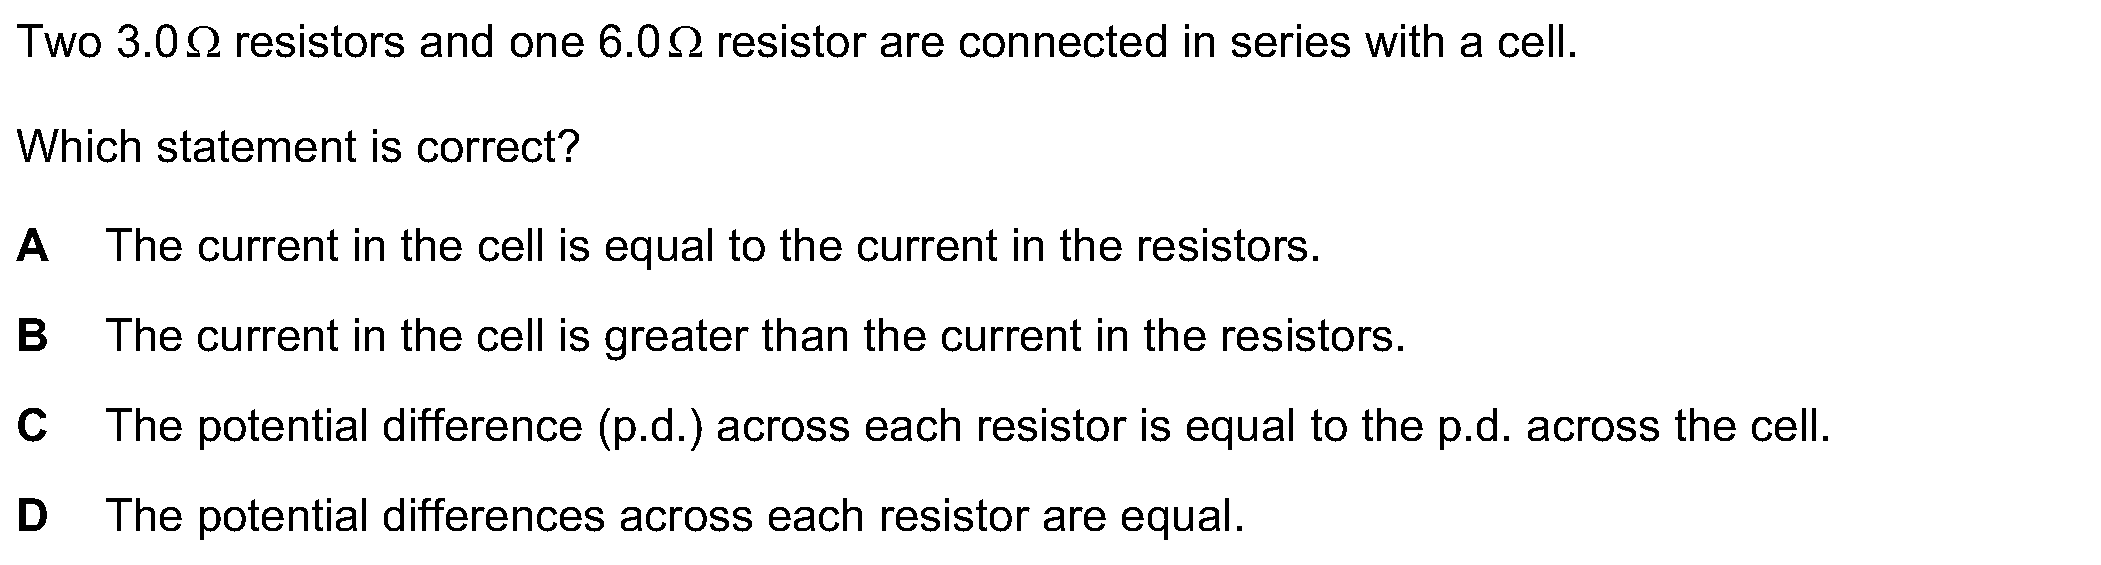 Two 3.0 Ω resistors and one 6.0 Ω resistor are connected in series with a cell.
Which statement is correct?
A The current in the cell is equal to the current in the resistors.
B The current in the cell is greater than the current in the resistors.
C The potential difference (p.d.) across each resistor is equal to the p.d. across the cell.
D The potential differences across each resistor are equal.